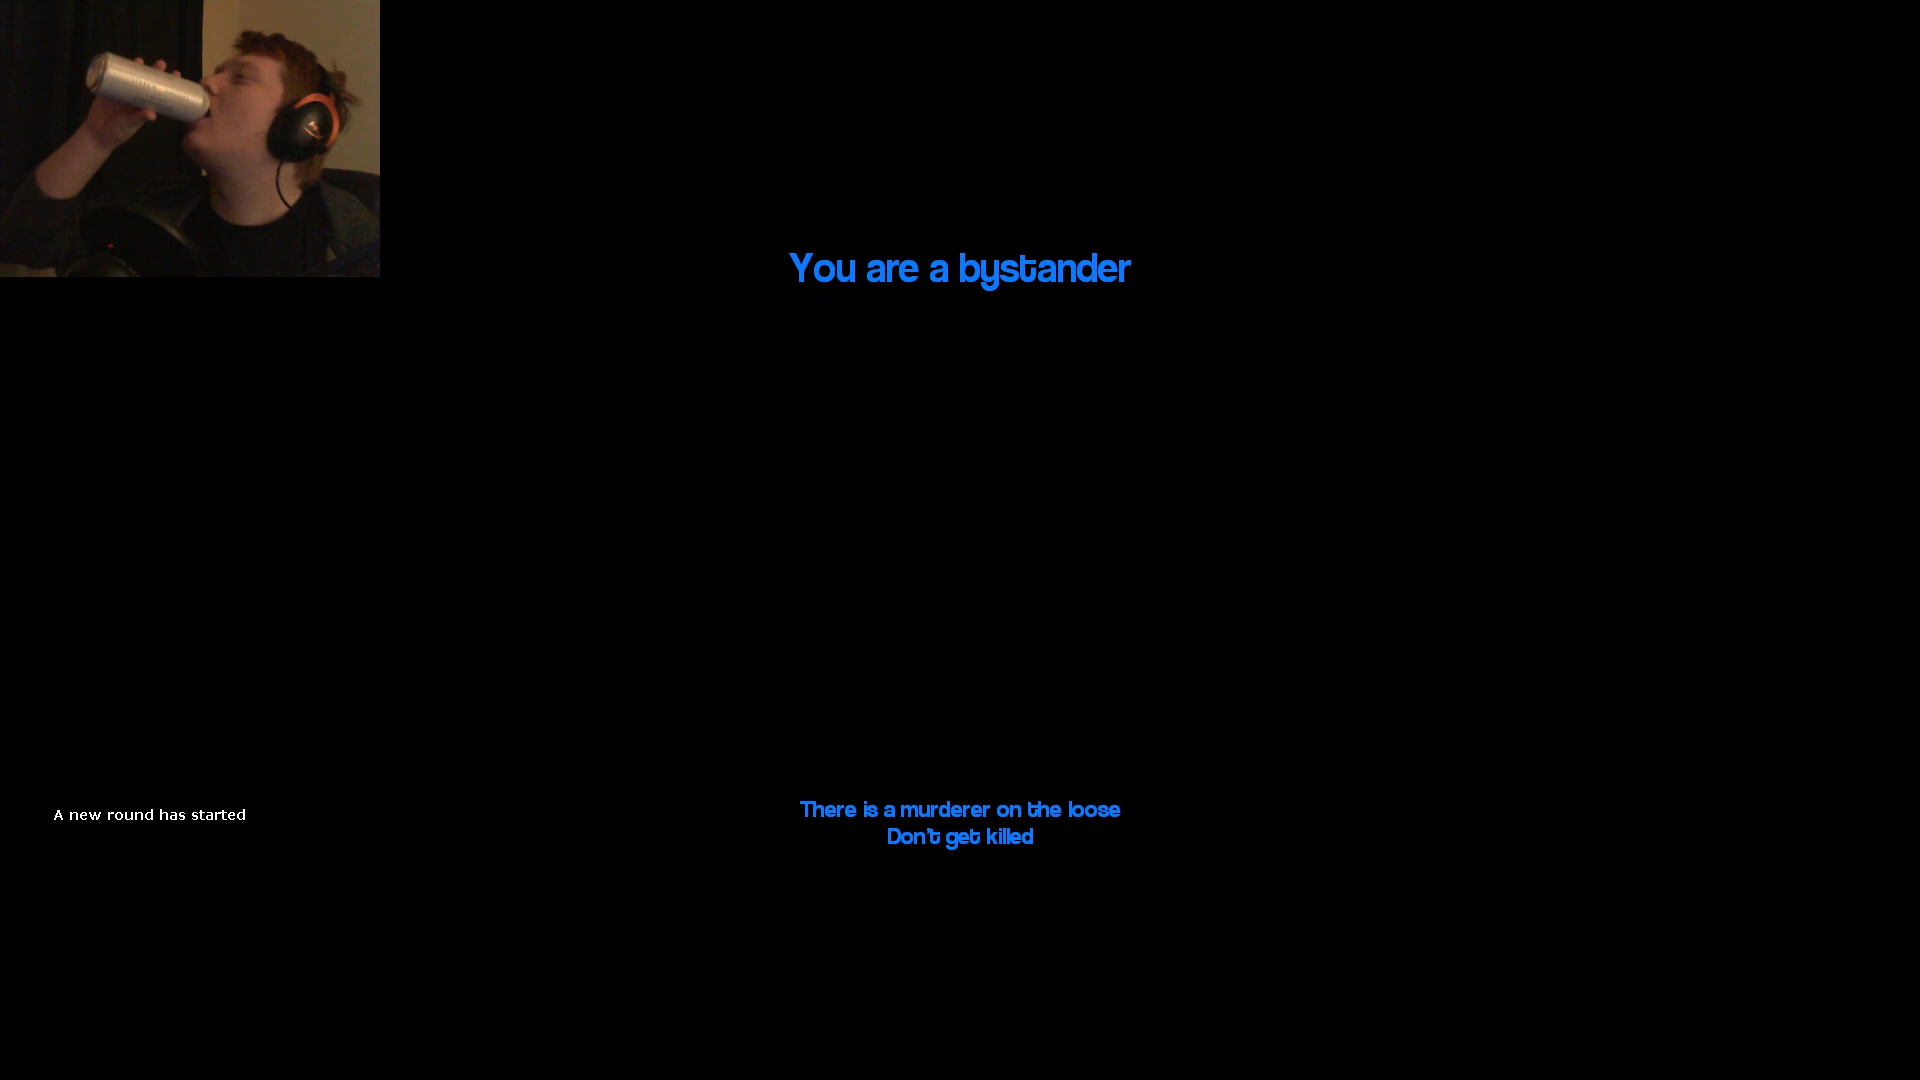 You are a bystander
There is a murderer on the loose
Don't get killed
A new round has started